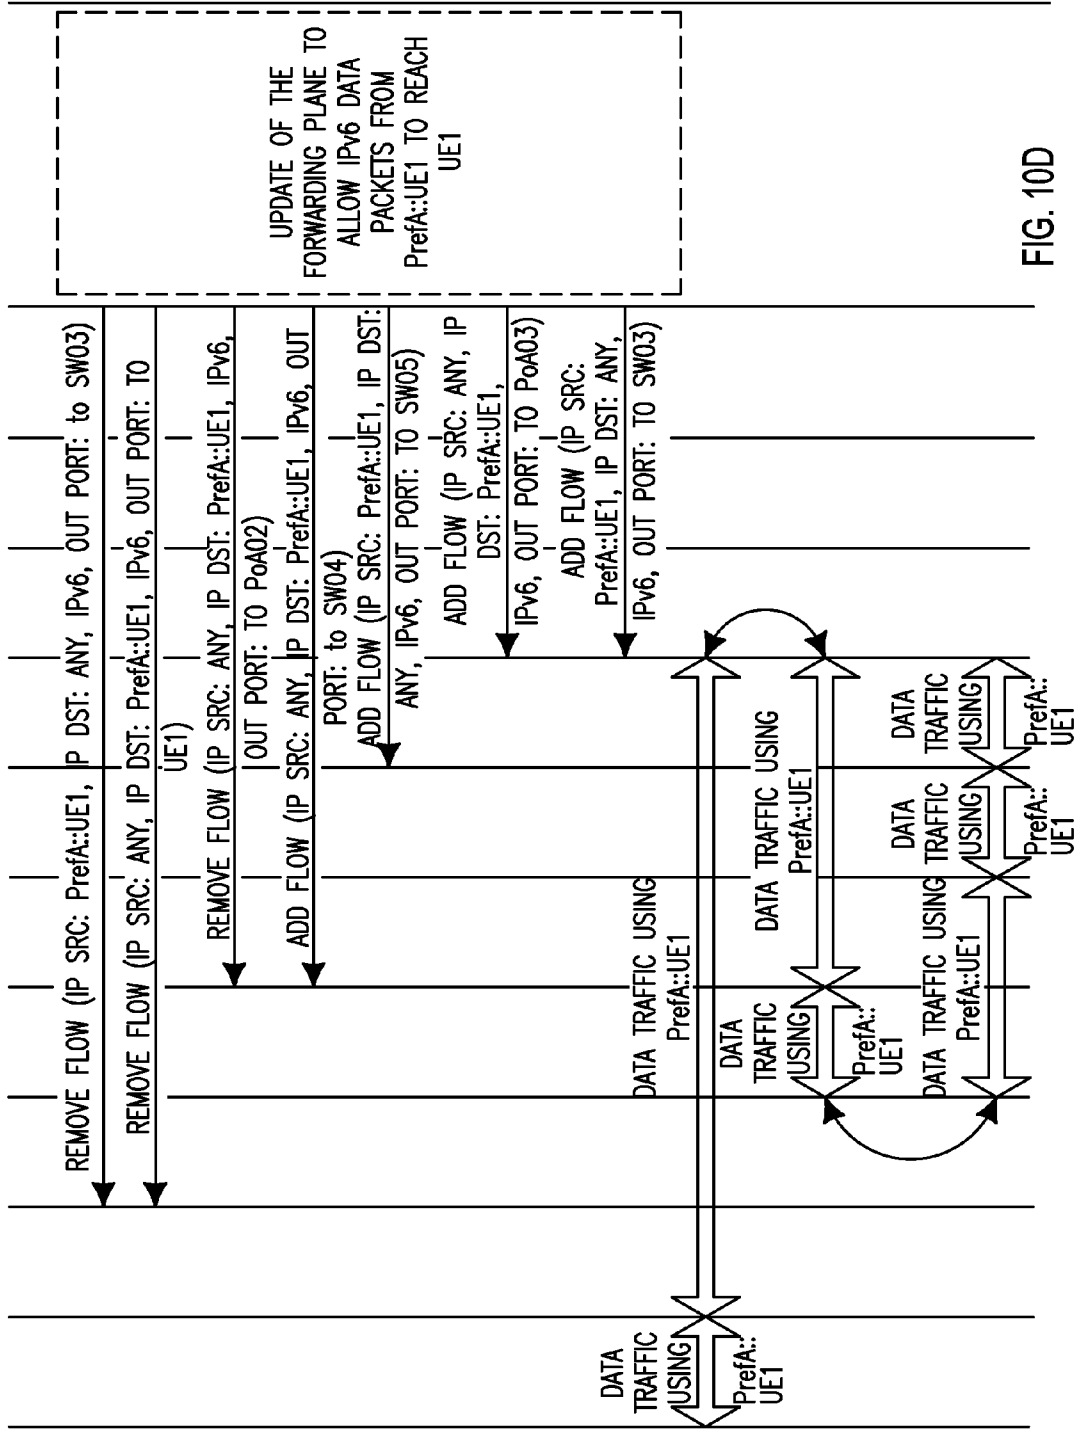 UPDATE OF THE
FORWARDING PLANE TO
ALLOW IPv6 DATA
PACKETS FROM
PrefA::UE1 TO REACH
UE1
REMOVE FLOW (IP SRC: PrefA::UE1, IP DST: ANY, IPv6, OUT PORT: to SW03)
REMOVE FLOW (IP SRC: ANY, IP DST: PrefA::UE1, IPv6, OUT PORT: TO
UE1)
REMOVE FLOW (IP SRC: ANY, IP DST: PrefA::UE1, IPv6,
OUT PORT: TO PoA02)
ADD FLOW (IP SRC: ANY, IP DST: PrefA::UE1, IPv6, OUT
PORT: to SW04)
ADD FLOW (IP SRC: PrefA::UE1, IP DST:
ANY, IPv6, OUT PORT: TO SW05)
ADD FLOW (IP SRC: ANY, IP
DST: PrefA::UE1,
IPv6, OUT PORT: TO PoA03)
ADD FLOW (IP SRC:
PrefA::UE1, IP DST: ANY,
IPv6, OUT PORT: TO SW03)
DATA
TRAFFIC
USING
PrefA::
UE1
DATA TRAFFIC USING
PrefA::UE1
DATA
TRAFFIC
USING
PrefA::
UE1
DATA TRAFFIC USING
PrefA::UE1
DATA TRAFFIC USING
PrefA::UE1
DATA
TRAFFIC
USING
PrefA::
UE1
DATA
TRAFFIC
USING
PrefA::
UE1
FIG. 10D